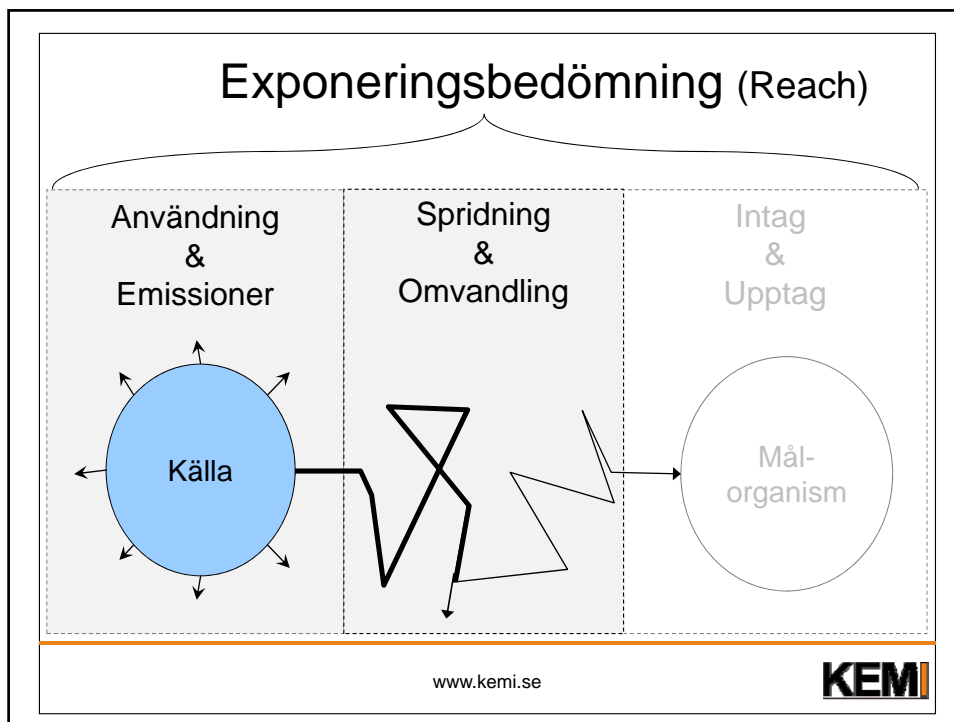 Exponeringsbedömning (Reach)
Användning
&
Emissioner
Spridning
&
Omvandling
Intag
&
Upptag
Källa
Mål-
organism
www.kemi.se
KEMI